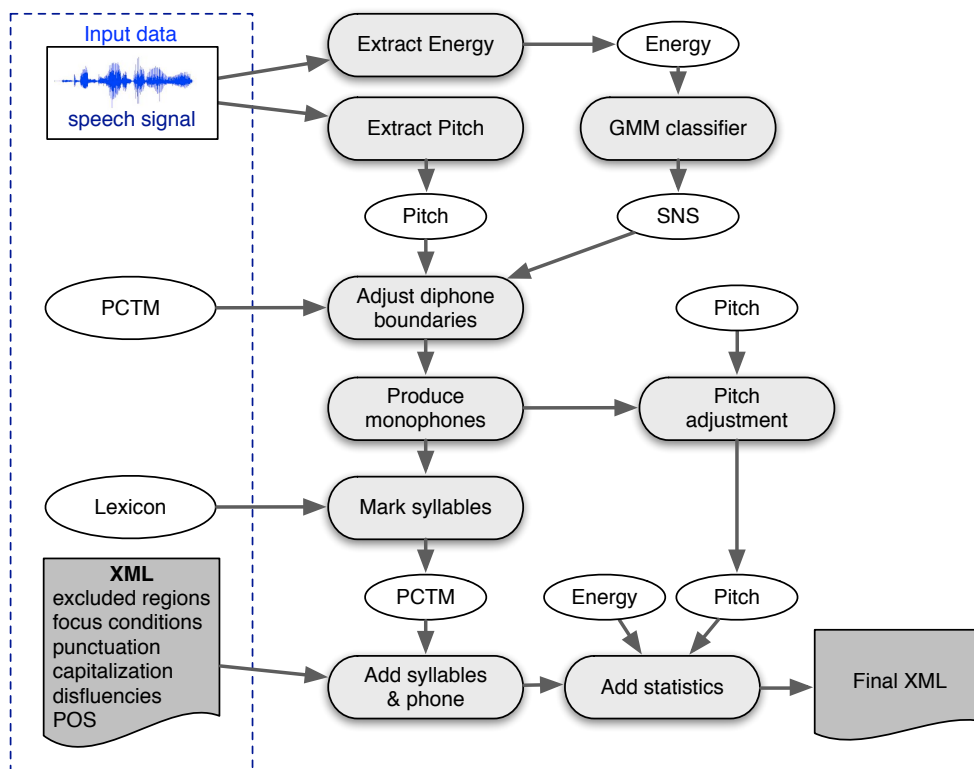 Input data
speech signal
Extract Energy
Energy
Extract Pitch
GMM classifier
Pitch
SNS
PCTM
Adjust diphone
boundaries
Pitch
Produce
monophones
Pitch
adjustment
Lexicon
Mark syllables
XML
excluded regions
focus conditions
punctuation
capitalization
disfluencies
POS
PCTM
Energy
Pitch
Add syllables
& phone
Add statistics
Final XML